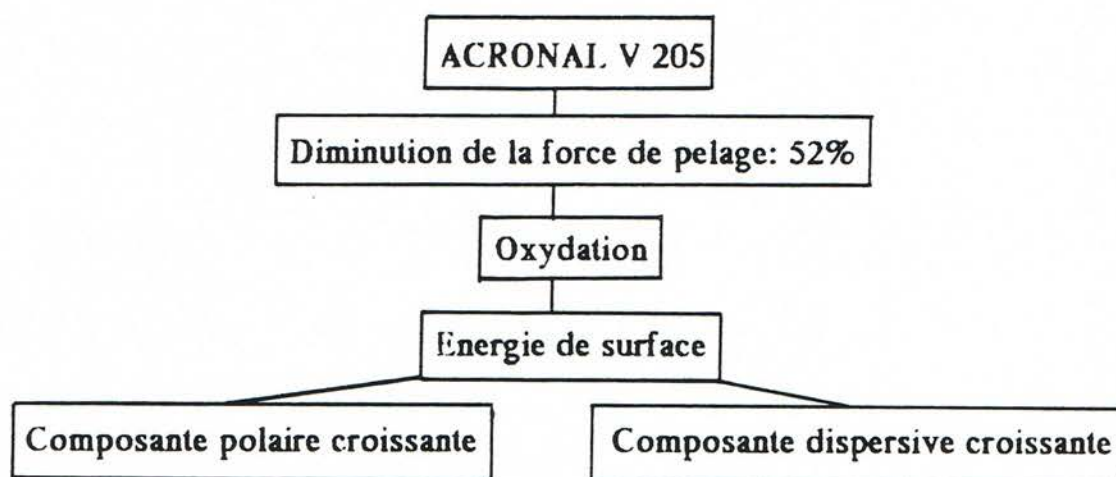 ACRONAL V 205
Diminution de la force de pelage: 52%
Oxydation
Energie de surface
Composante polaire croissante
Composante dispersive croissante